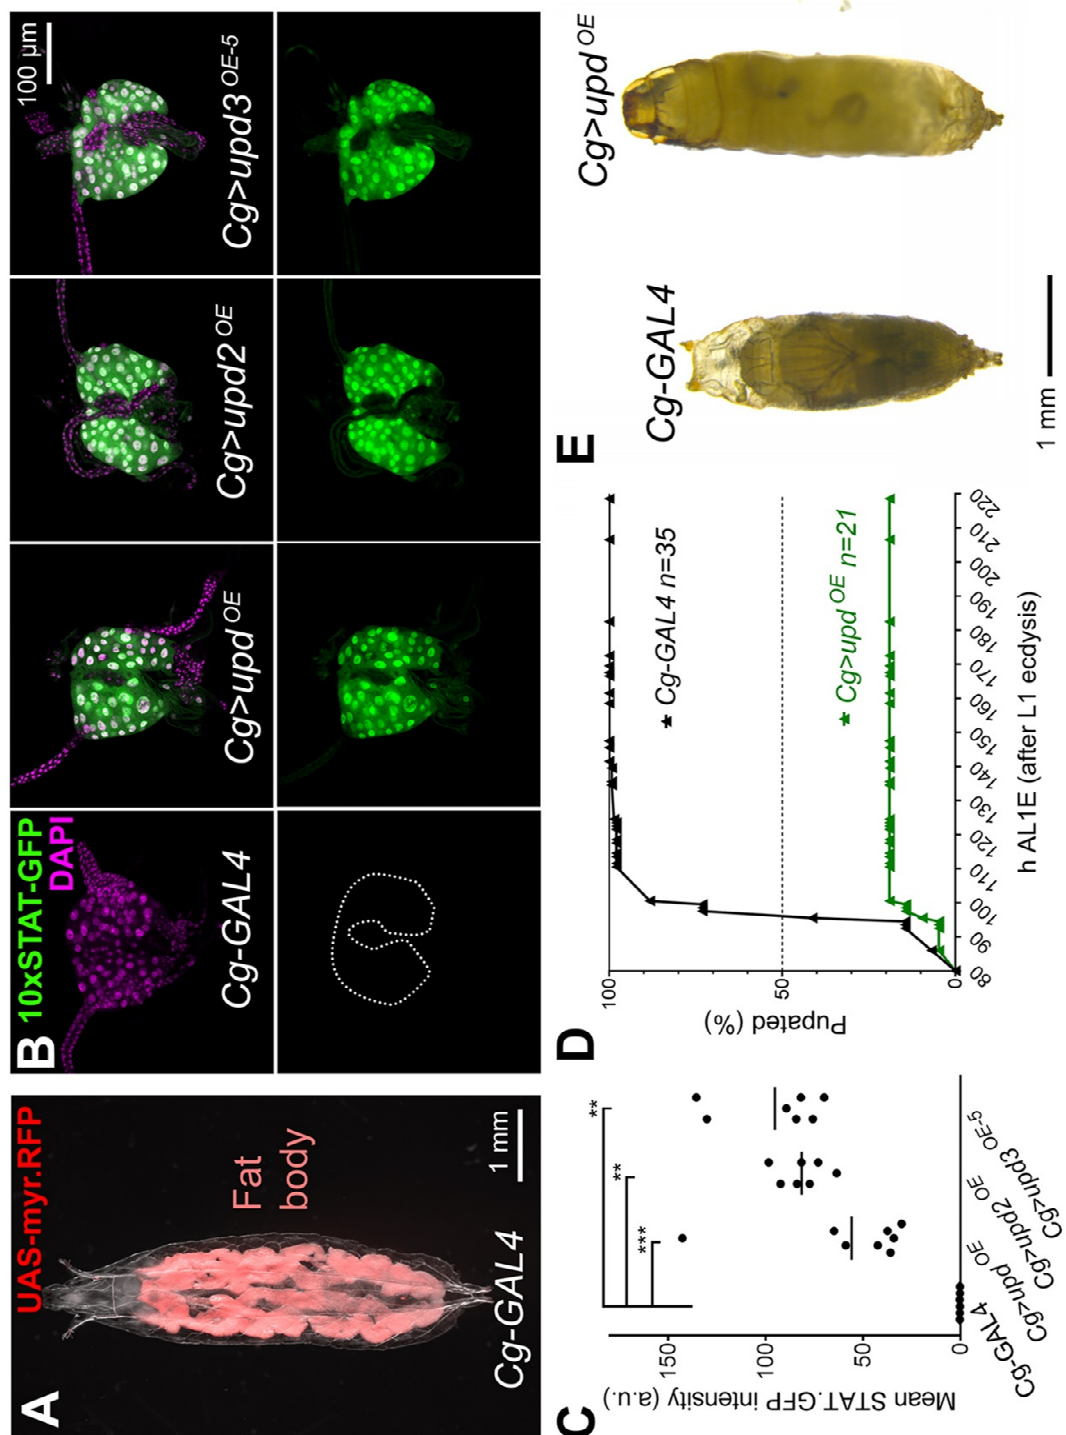 A
UAS-myr.RFP
Fat
body
Cg-GAL4
1 mm
B
10xSTAT-GFP
DAPI
Cg-GAL4
Cg>upd OE
Cg>upd2 OE
Cg>upd3 OE-5
100 µm
C
Mean STAT.GFP intensity (a.u.)
150
100
50
0
***
**
**
Cg-GAL4
Cg>upd OE
Cg>upd2 OE
Cg>upd3 OE-5
D
Pupated (%)
100
50
0
Cg-GAL4 n=35
Cg>upd OE n=21
80
90
100
110
120
130
140
150
160
170
180
190
200
210
220
h AL1E (after L1 ecdysis)
E
Cg-GAL4
Cg>upd OE
1 mm